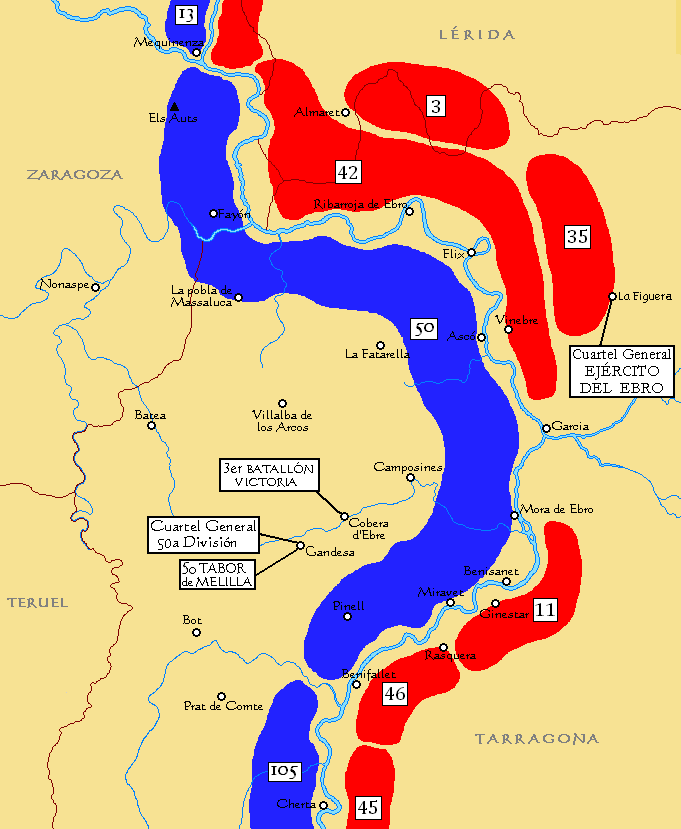 13
LÉRIDA
Mequinenza
Els Auts
Almaret
3
ZARAGOZA
42
Ribarroja de Ebro
Fayón
35
Flix
Nonaspe
La pobla de
Massaluca
La Figuera
50
Vinebre
Ascó
La Fatarella
Cuartel General
EJÉRCITO
DEL EBRO
Batea
Villalba de
los Arcos
Garcia
3er BATALLÓN
VICTORIA
Camposines
Mora de Ebro
Cuartel General
50a División
Cobera
d'Ebre
Gandesa
5o TABOR
de MELILLA
Benisanet
TERUEL
Miravet
Pinell
Ginestar
11
Bot
Rasquera
Benifallet
46
Prat de Comte
TARRAGONA
105
Cherta
45